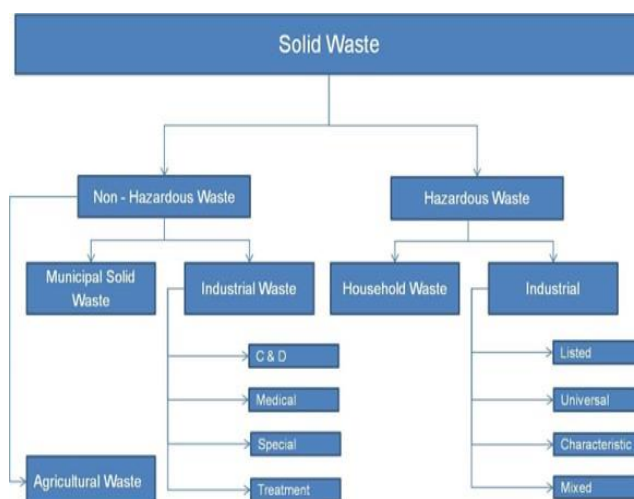 Solid Waste
Non - Hazardous Waste
Hazardous Waste
Municipal Solid
Waste
Industrial Waste
Household Waste
Industrial
C & D
Medical
Special
Treatment
Listed
Universal
Characteristic
Mixed
Agricultural Waste